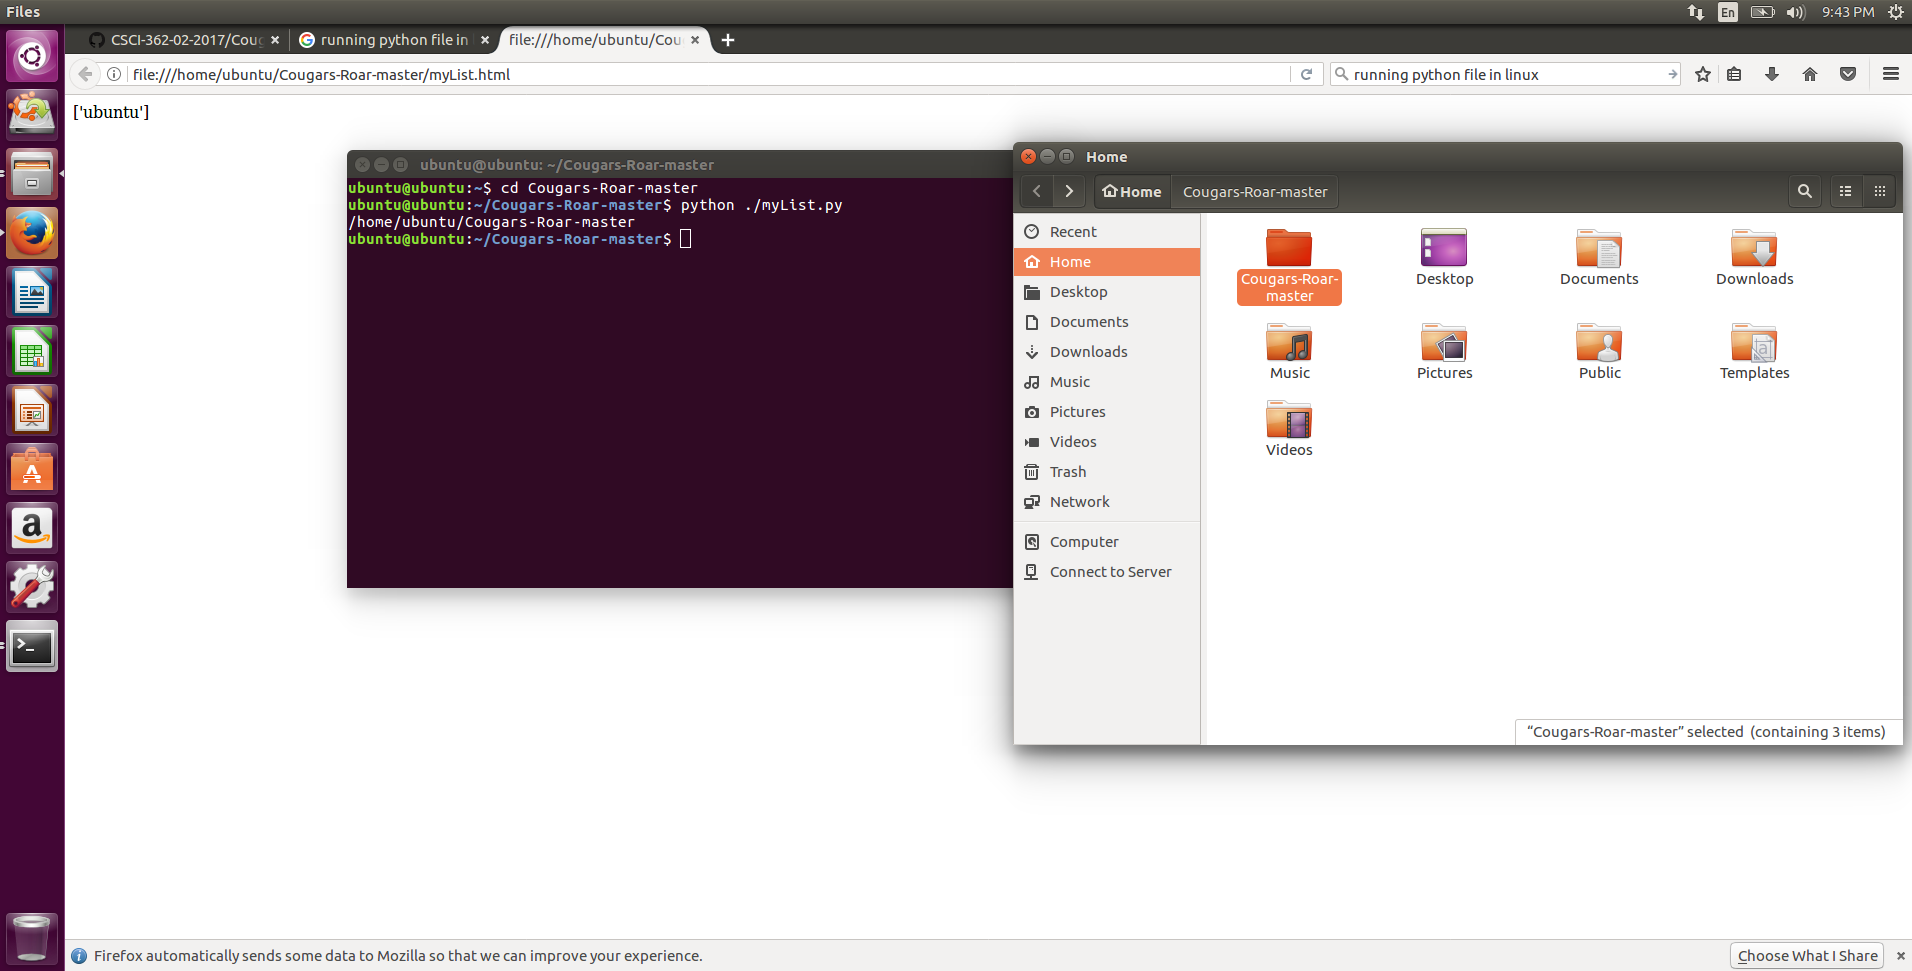 Files
En
9:43 PM
CSCI-362-02-2017/Coug
running python file in
file:///home/ubuntu/Cou
file:///home/ubuntu/Cougars-Roar-master/myList.html
running python file in linux
['ubuntu']
ubuntu@ubuntu: ~/Cougars-Roar-master
ubuntu@ubuntu:~$ cd Cougars-Roar-master
ubuntu@ubuntu:~/Cougars-Roar-master$ python ./myList.py
/home/ubuntu/Cougars-Roar-master
ubuntu@ubuntu:~/Cougars-Roar-master$
Home
Home
Cougars-Roar-master
Recent
Home
Desktop
Documents
Downloads
Music
Pictures
Videos
Trash
Network
Computer
Connect to Server
Cougars-Roar-
master
Desktop
Documents
Downloads
Music
Pictures
Public
Templates
Videos
“Cougars-Roar-master” selected (containing 3 items)
Firefox automatically sends some data to Mozilla so that we can improve your experience.
Choose What I Share